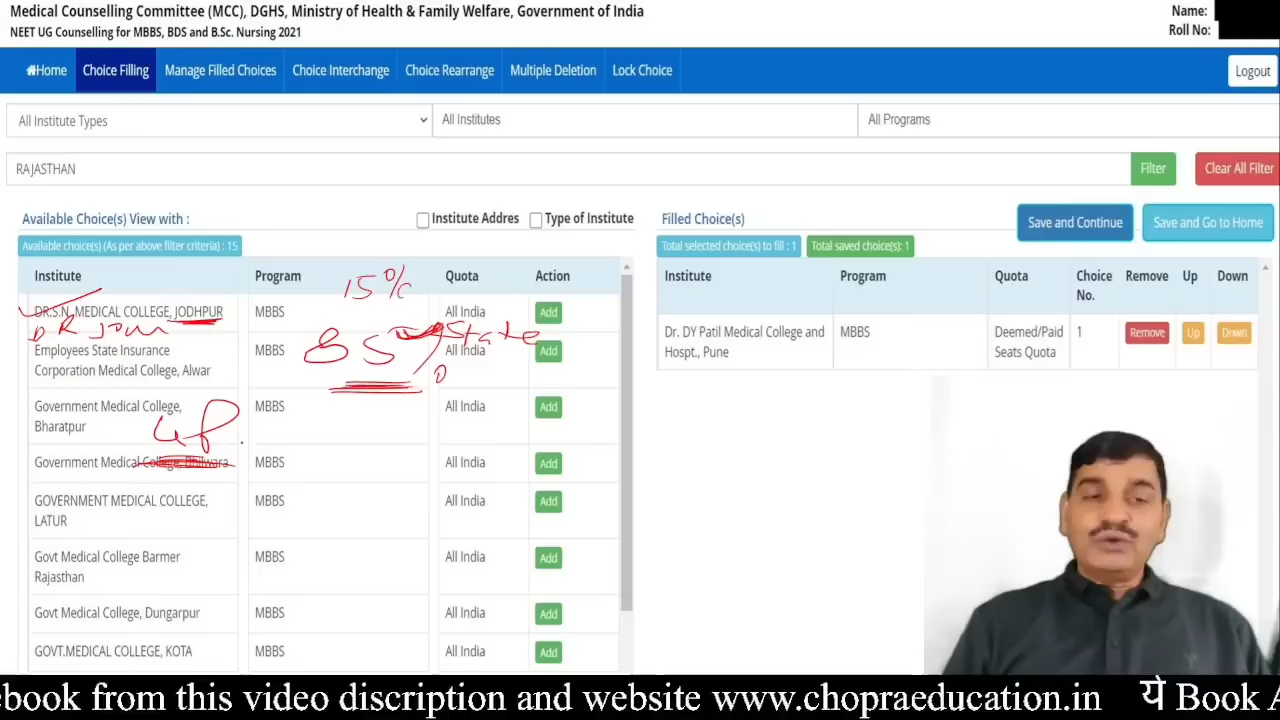 Medical Counselling Committee (MCC), DGHS, Ministry of Health & Family Welfare, Government of India
Name:
NEET UG Counselling for MBBS, BDS and B.Sc. Nursing 2021
Roll No:
Home Choice Filling Manage Filled Choices Choice Interchange Choice Rearrange Multiple Deletion Lock Choice Logout
All Institute Types All Institutes All Programs
RAJASTHAN Filter Clear All Filter
Available Choice(s) View with : Institute Addres Type of Institute
Available choice(s) (As per above filter criteria) : 15
Institute Program Quota Action
15%
DR.S.N. MEDICAL COLLEGE, JODHPUR MBBS All India Add
85 % State
Employees State Insurance
Corporation Medical College, Alwar MBBS All India Add
Government Medical College,
Bharatpur MBBS All India Add
Government Medical College Bhilwara MBBS All India Add
GOVERNMENT MEDICAL COLLEGE,
LATUR MBBS All India Add
Govt Medical College Barmer
Rajasthan MBBS All India Add
Govt Medical College, Dungarpur MBBS All India Add
GOVT.MEDICAL COLLEGE, KOTA MBBS All India Add
Filled Choice(s) Save and Continue Save and Go to Home
Total selected choice(s) to fill : 1 Total saved choice(s): 1
Institute Program Quota Choice No. Remove Up Down
Dr. DY Patil Medical College and
Hospt., Pune MBBS Deemed/Paid
Seats Quota 1 Remove Up Down
ebook from this video discription and website www.chopraeducation.in ये Book A